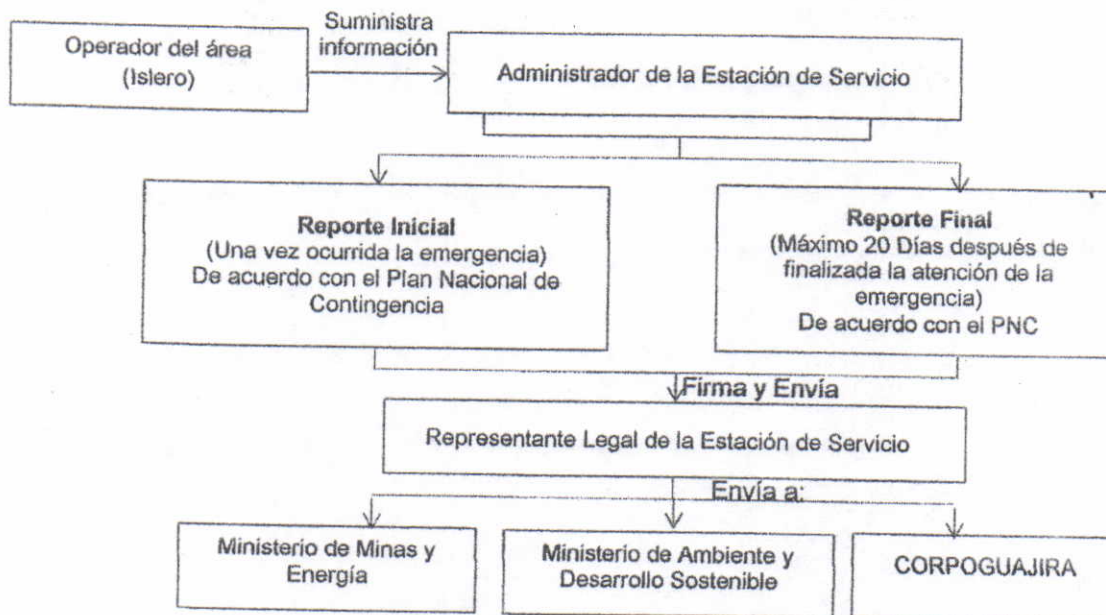 Suministra
información
Operador del área
(Islero)
Administrador de la Estación de Servicio
Reporte Inicial
(Una vez ocurrida la emergencia)
De acuerdo con el Plan Nacional de
Contingencia
Reporte Final
(Máximo 20 Días después de
finalizada la atención de la
emergencia)
De acuerdo con el PNC
Firma y Envía
Representante Legal de la Estación de Servicio
Envía a:
Ministerio de Minas y
Energía
Ministerio de Ambiente y
Desarrollo Sostenible
CORPOGUAJIRA